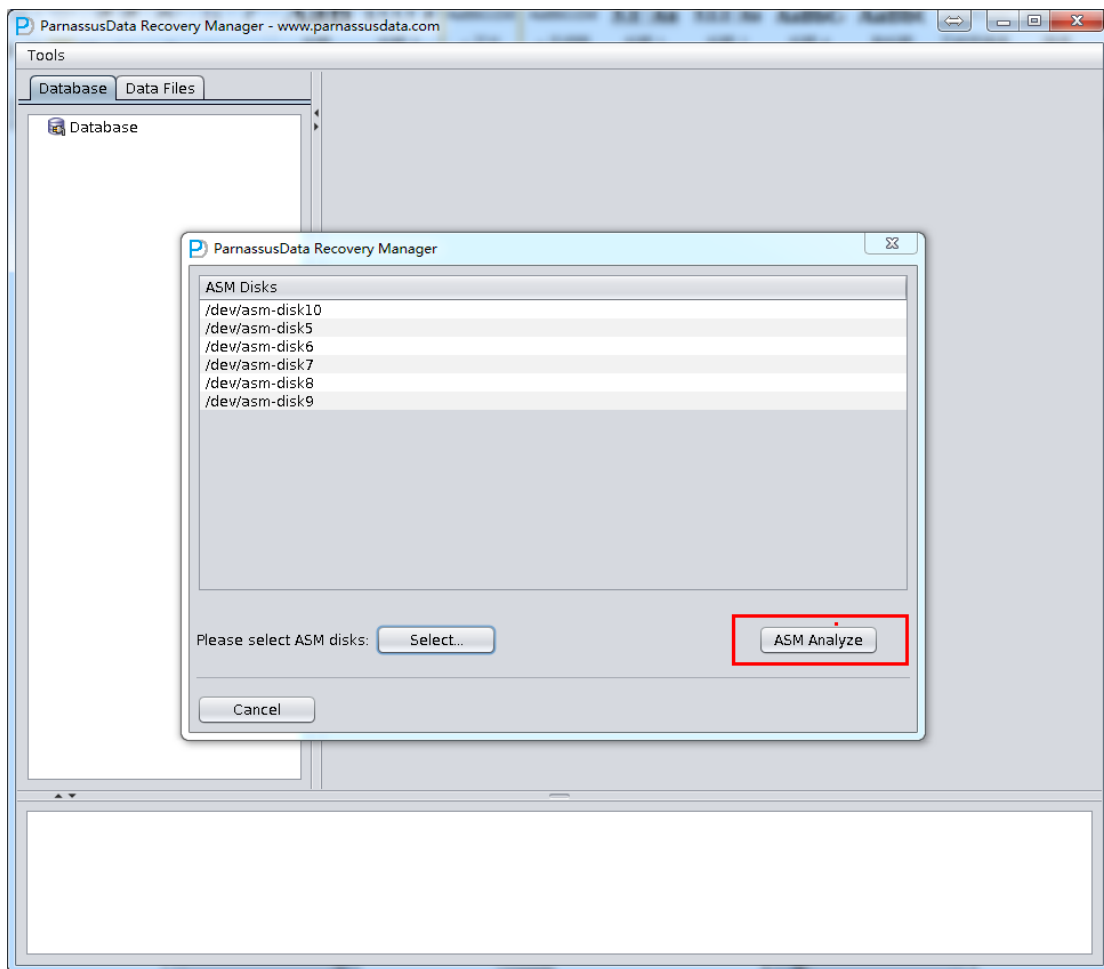 ParnassusData Recovery Manager - www.parnassusdata.com
Tools
Database Data Files
Database
ParnassusData Recovery Manager
ASM Disks
/dev/asm-disk10
/dev/asm-disk5
/dev/asm-disk6
/dev/asm-disk7
/dev/asm-disk8
/dev/asm-disk9
Please select ASM disks: Select... ASM Analyze
Cancel